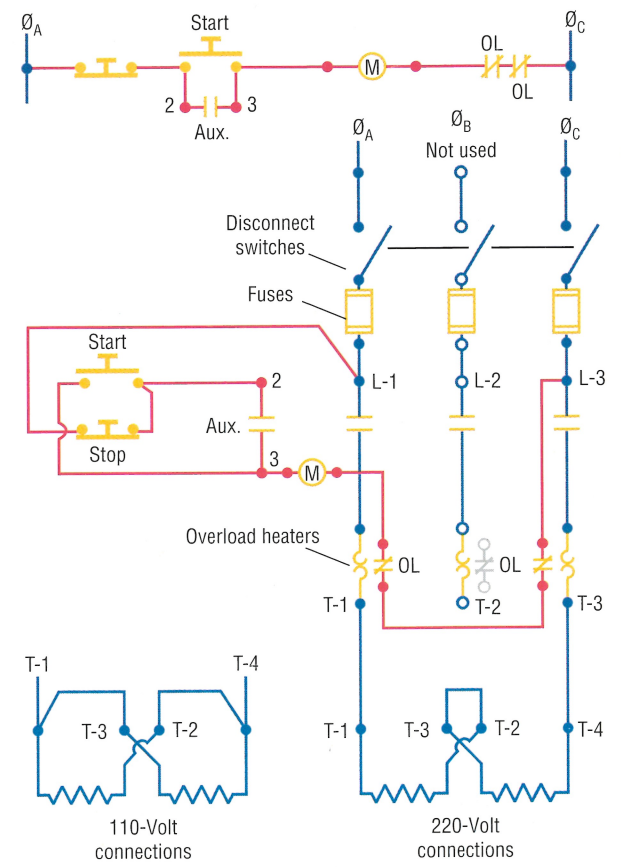 ØA
Start
ØC
OL
M
2
3
OL
Aux.
ØA
ØB
ØC
Not used
Disconnect
switches
Fuses
Start
2
L-1
L-2
L-3
Aux.
Stop
3
M
Overload heaters
OL
OL
T-1
T-2
T-3
T-1
T-4
T-3
T-2
T-1
T-3
T-2
T-4
110-Volt
connections
220-Volt
connections